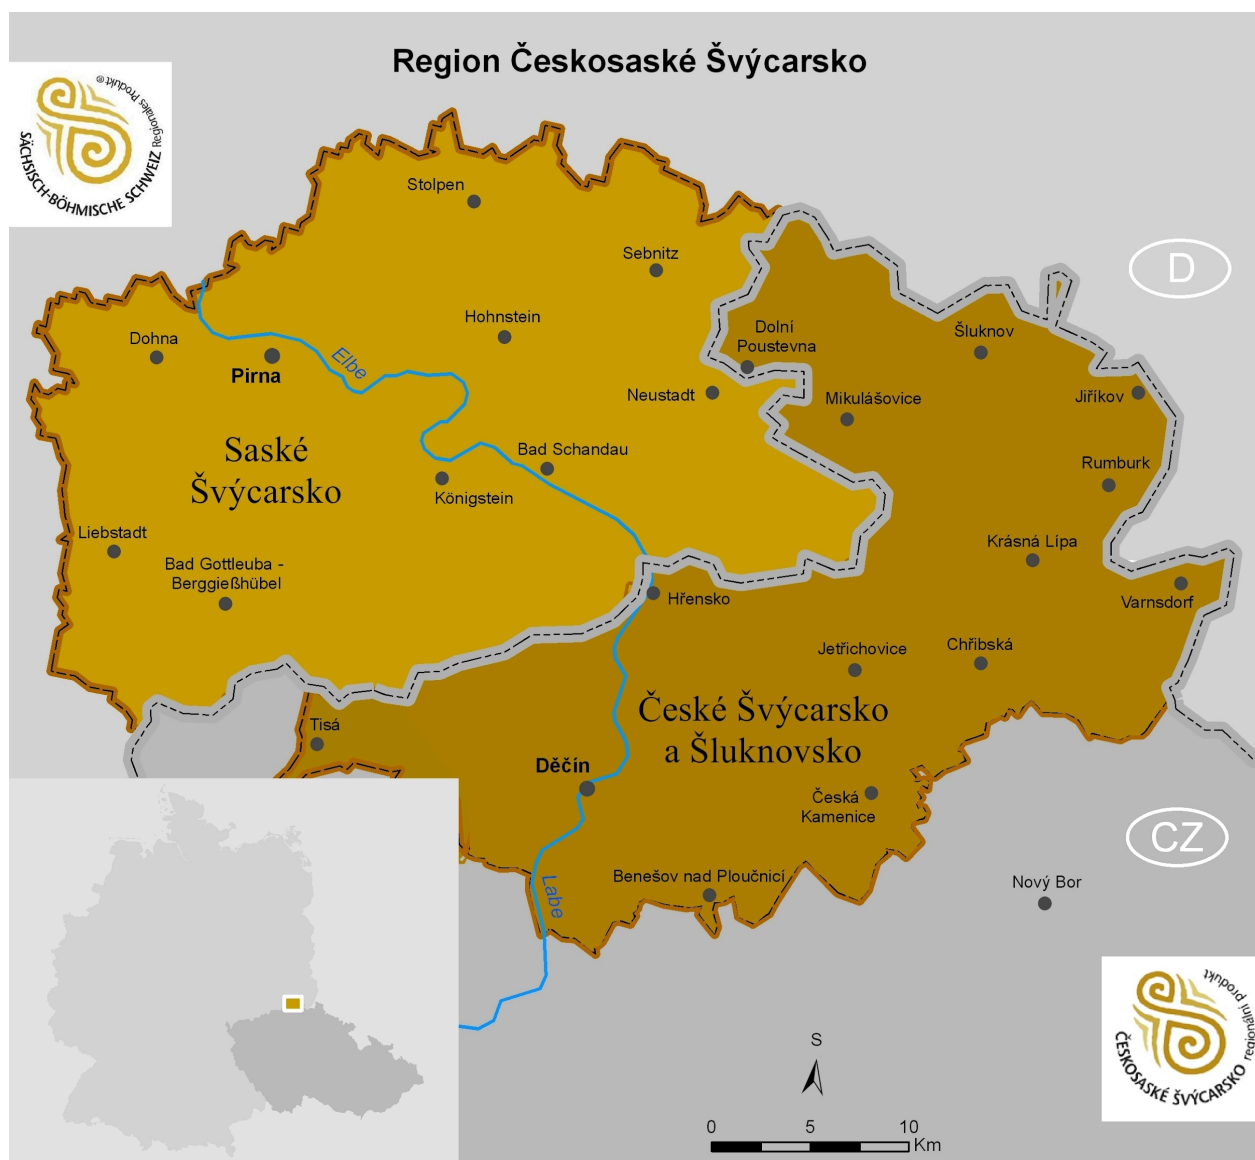 Region Českosaské Švýcarsko
SÄCHSISCH-BÖHMISCHE SCHWEIZ Regionales Produkt ®
Stolpen
Sebnitz
D
Hohnstein
Dolní
Poustevna
Šluknov
Dohna
Pirna
Elbe
Neustadt
Mikulášovice
Jiříkov
Saské
Švýcarsko
Bad Schandau
Königstein
Rumburk
Liebstadt
Bad Gottleuba -
Berggießhübel
Krásná Lípa
Hřensko
Varnsdorf
Jetřichovice
Chřibská
České Švýcarsko
a Šluknovsko
Tisá
Děčín
Česká
Kamenice
CZ
Benešov nad Ploučnicí
Labe
Nový Bor
ČESKOSASKÉ ŠVÝCARSKO regionální produkt
S
0 5 10
Km